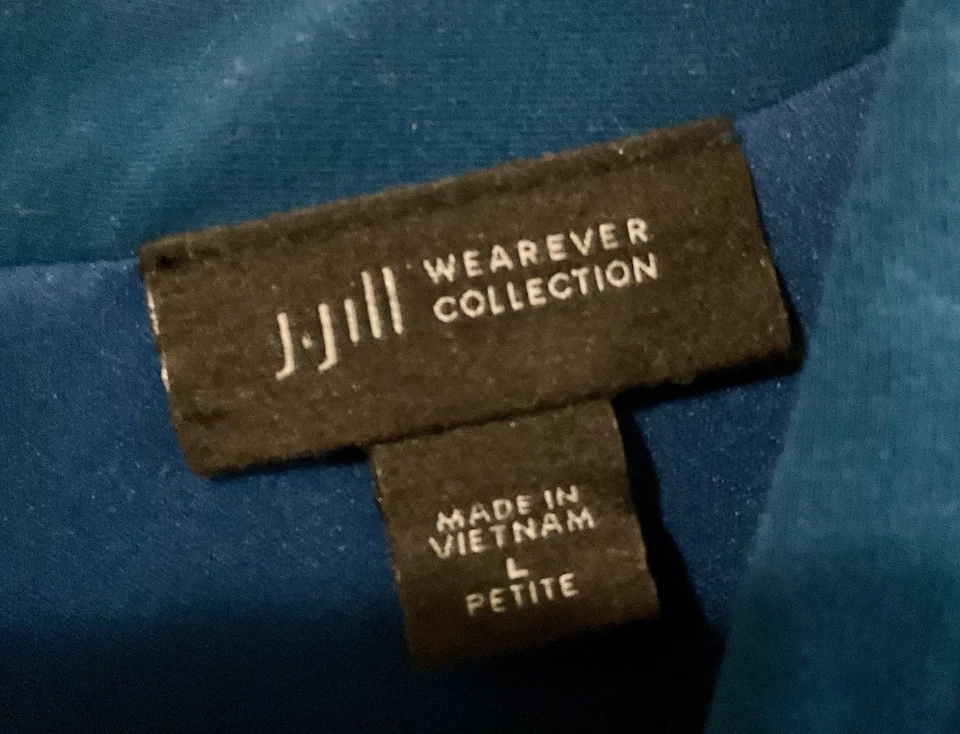 J.Jill WEAREVER
COLLECTION
MADE IN
VIETNAM
L
PETITE